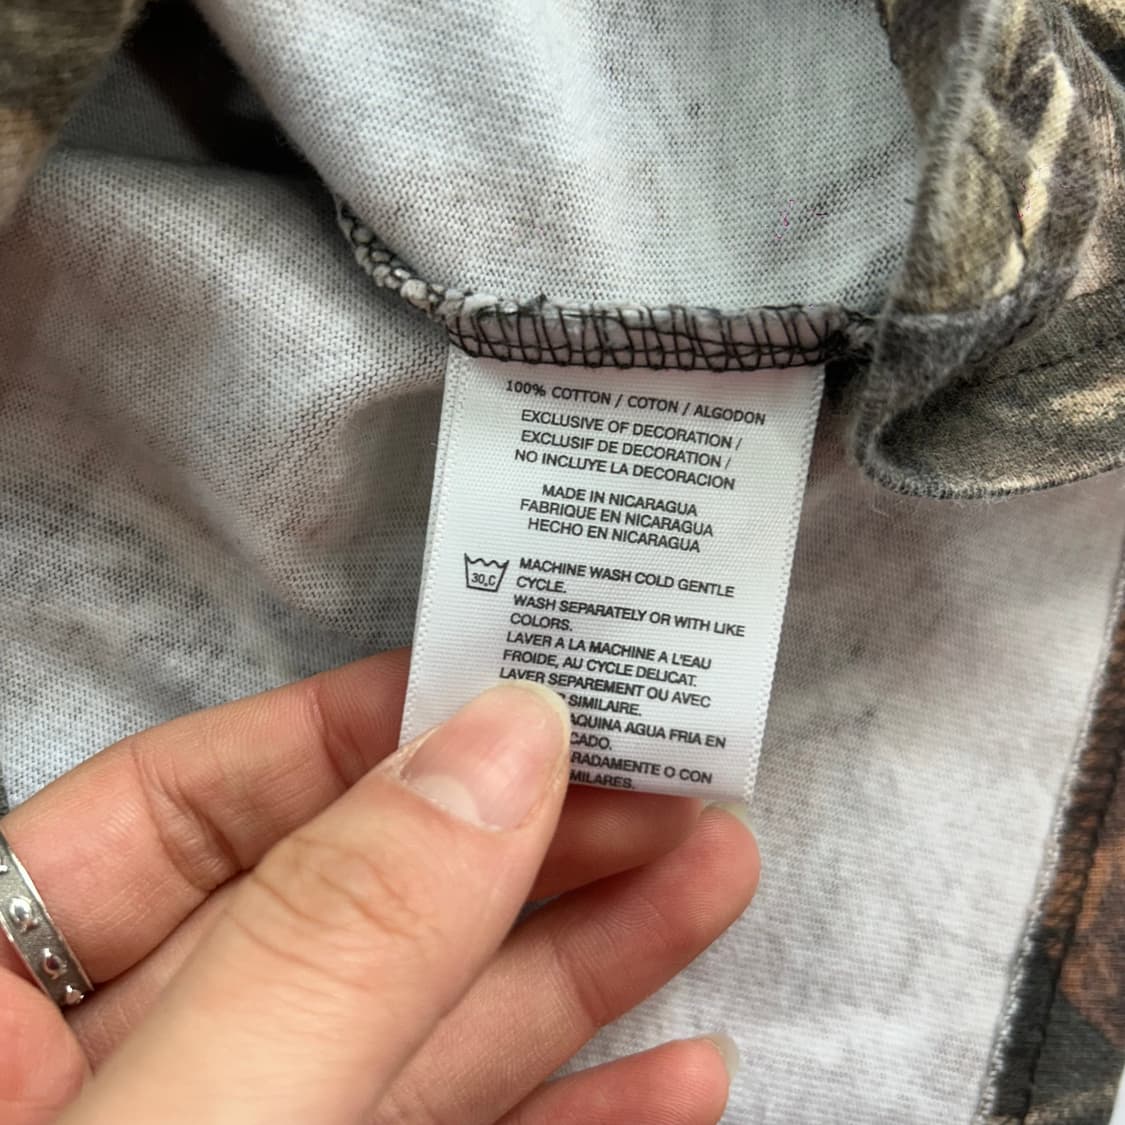 100% COTTON / COTON / ALGODON
EXCLUSIVE OF DECORATION /
EXCLUSIF DE DECORATION /
NO INCLUYE LA DECORACION
MADE IN NICARAGUA
FABRIQUE EN NICARAGUA
HECHO EN NICARAGUA
30.C
MACHINE WASH COLD GENTLE
CYCLE.
WASH SEPARATELY OR WITH LIKE
COLORS.
LAVER A LA MACHINE A L'EAU
FROIDE, AU CYCLE DELICAT.
LAVER SEPAREMENT OU AVEC
SIMILAIRE.
AGUA FRIA EN
O CON